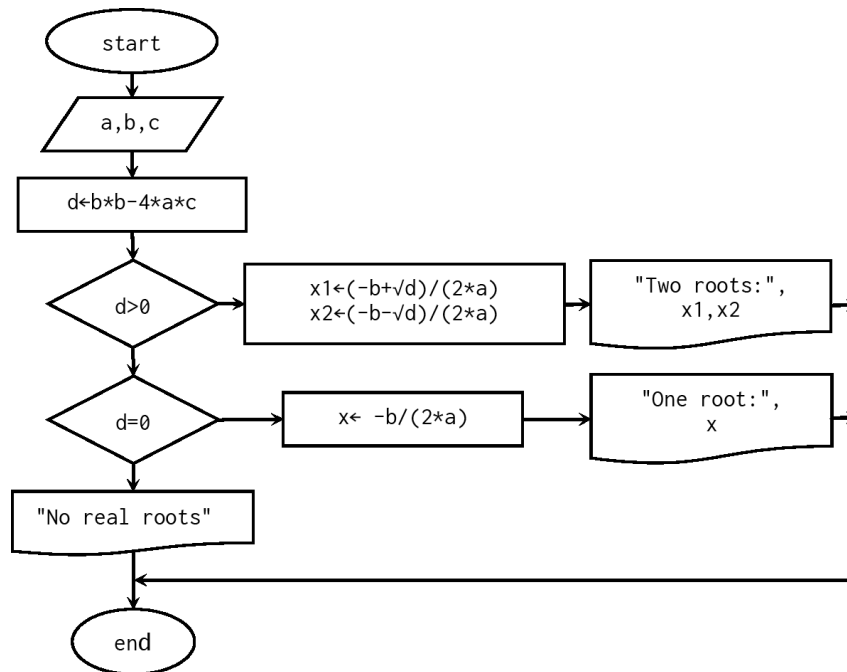 start
a,b,c
d←b*b-4*a*c
d>0
x1←(-b+√d)/(2*a)
x2←(-b-√d)/(2*a)
"Two roots:",
x1,x2
d=0
x← -b/(2*a)
"One root:",
x
"No real roots"
end